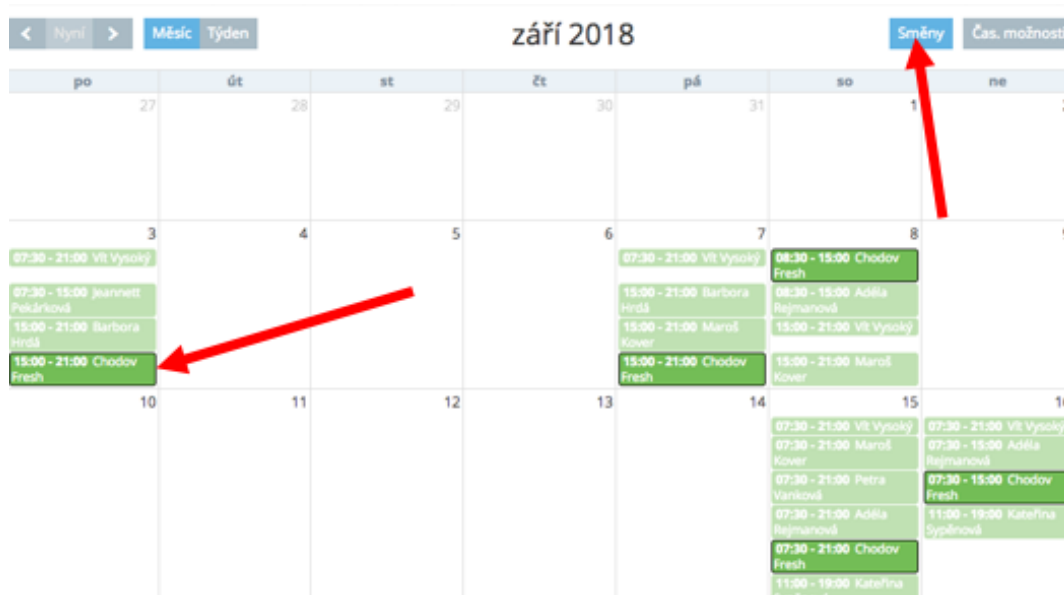 Nyní Měsíc Týden září 2018 Směny Čas. možnosti
po út st čt pá so ne
27 28 29 30 31 1
3 4 5 6 7 8
07:30 - 21:00 Vít Vysoký
07:30 - 15:00 Jeannett
Pekárková
15:00 - 21:00 Barbora
Hrdá
15:00 - 21:00 Chodov
Fresh
07:30 - 21:00 Vít Vysoký
15:00 - 21:00 Barbora
Hrdá
15:00 - 21:00 Maroš
Kover
15:00 - 21:00 Chodov
Fresh
08:30 - 15:00 Chodov
Fresh
08:30 - 15:00 Adéla
Rejmanová
15:00 - 21:00 Vít Vysoký
15:00 - 21:00 Maroš
Kover
10 11 12 13 14 15
07:30 - 21:00 Vít Vysoký
07:30 - 21:00 Maroš
Kover
07:30 - 21:00 Petra
Vanková
07:30 - 21:00 Adéla
Rejmanová
07:30 - 21:00 Chodov
Fresh
11:00 - 19:00 Kateřina
07:30 - 21:00 Vít Vysoký
07:30 - 15:00 Adéla
Rejmanová
07:30 - 15:00 Chodov
Fresh
11:00 - 19:00 Kateřina
Sypěnová